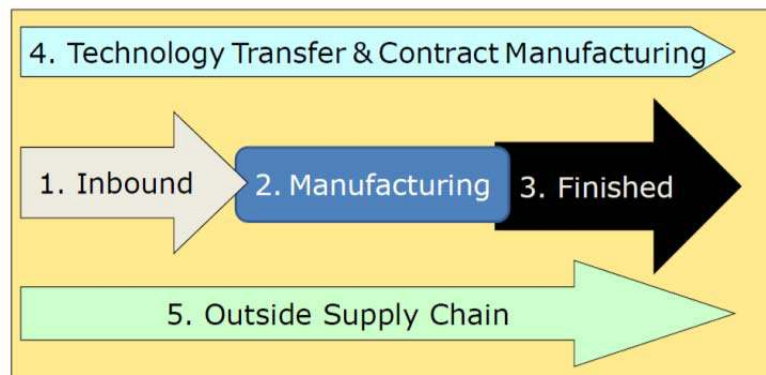 4. Technology Transfer & Contract Manufacturing
1. Inbound
2. Manufacturing
3. Finished
5. Outside Supply Chain